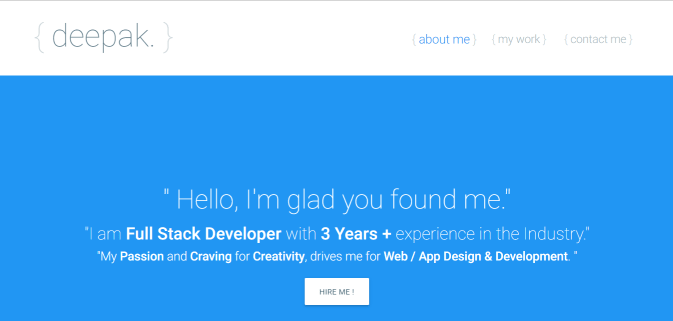 { deepak. }
{ about me }
{ my work }
{ contact me }
" Hello, I'm glad you found me."
"I am Full Stack Developer with 3 Years + experience in the Industry."
"My Passion and Craving for Creativity, drives me for Web / App Design & Development. "
HIRE ME !